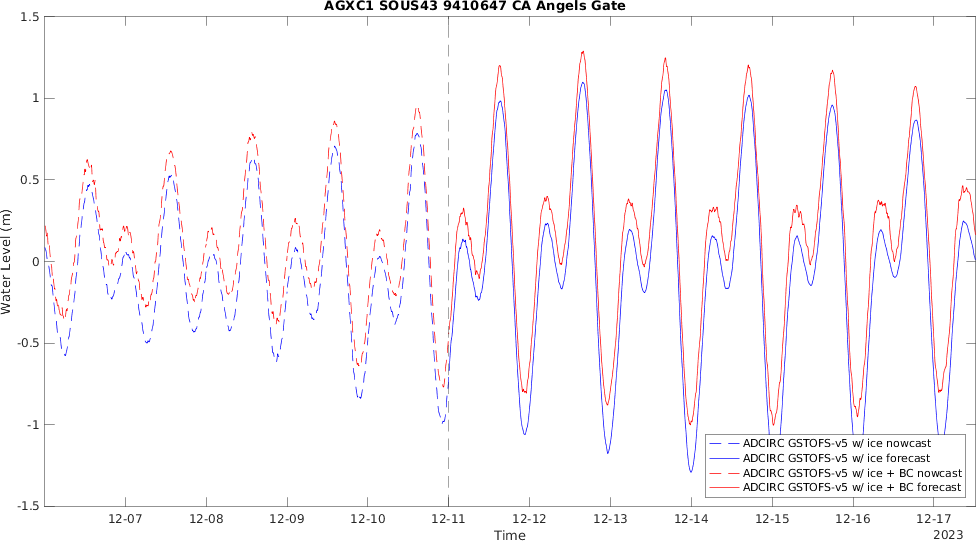 AGXC1 SOUS43 9410647 CA Angels Gate
1.5
1
0.5
0
-0.5
-1
-1.5
Water Level (m)
12-07
12-08
12-09
12-10
12-11
12-12
12-13
12-14
12-15
12-16
12-17
2023
Time
ADCIRC GSTOFS-v5 w/ ice nowcast
ADCIRC GSTOFS-v5 w/ ice forecast
ADCIRC GSTOFS-v5 w/ ice + BC nowcast
ADCIRC GSTOFS-v5 w/ ice + BC forecast